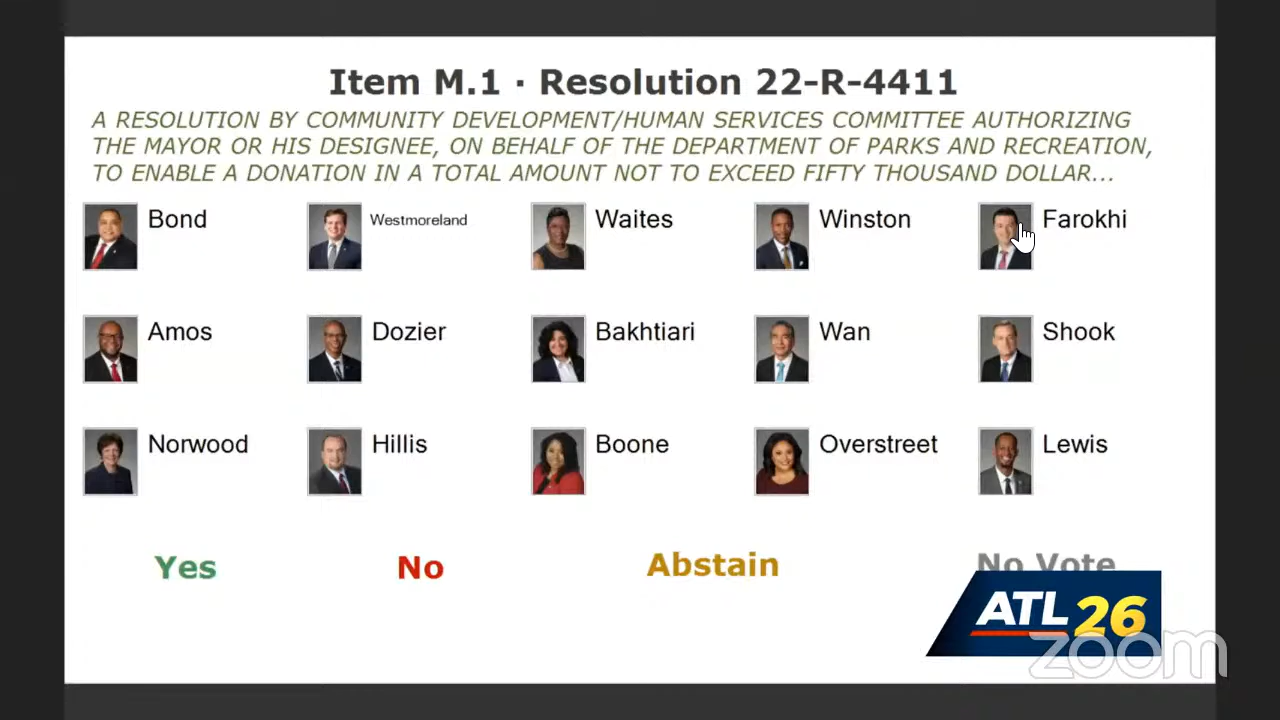 Item M.1 · Resolution 22-R-4411
A RESOLUTION BY COMMUNITY DEVELOPMENT/HUMAN SERVICES COMMITTEE AUTHORIZING
THE MAYOR OR HIS DESIGNEE, ON BEHALF OF THE DEPARTMENT OF PARKS AND RECREATION,
TO ENABLE A DONATION IN A TOTAL AMOUNT NOT TO EXCEED FIFTY THOUSAND DOLLAR...
Bond Westmoreland Waites Winston Farokhi
Amos Dozier Bakhtiari Wan Shook
Norwood Hillis Boone Overstreet Lewis
Yes No Abstain No Vote
ATL 26
zoom